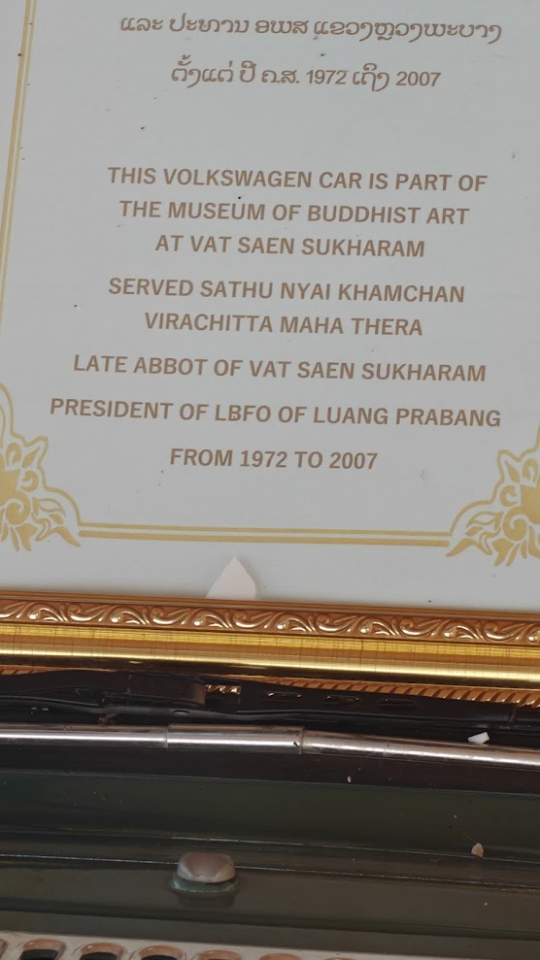 ແລະ ປະທານ ອພສ ແຂວງຫຼວງພະບາງ
ຕັ້ງແຕ່ ປີ ຄ.ສ. 1972 ເຖິງ 2007
THIS VOLKSWAGEN CAR IS PART OF
THE MUSEUM OF BUDDHIST ART
AT VAT SAEN SUKHARAM
SERVED SATHU NYAI KHAMCHAN
VIRACHITTA MAHA THERA
LATE ABBOT OF VAT SAEN SUKHARAM
PRESIDENT OF LBFO OF LUANG PRABANG
FROM 1972 TO 2007